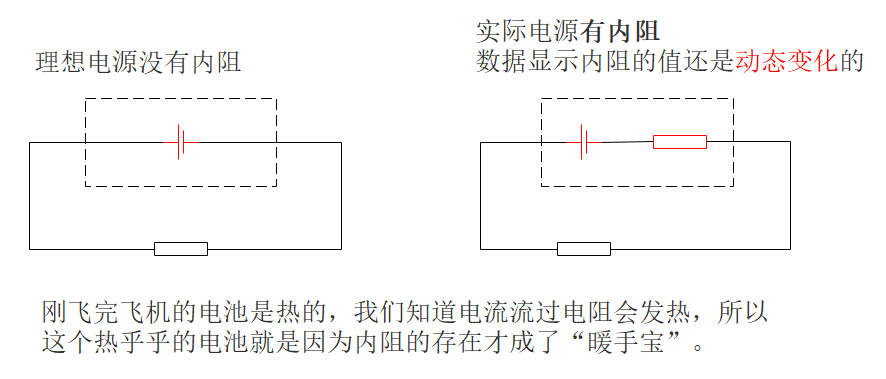 理想电源没有内阻
实际电源有内阻
数据显示内阻的值还是动态变化的
刚飞完飞机的电池是热的，我们知道电流流过电阻会发热，所以
这个热乎乎的电池就是因为内阻的存在才成了“暖手宝”。